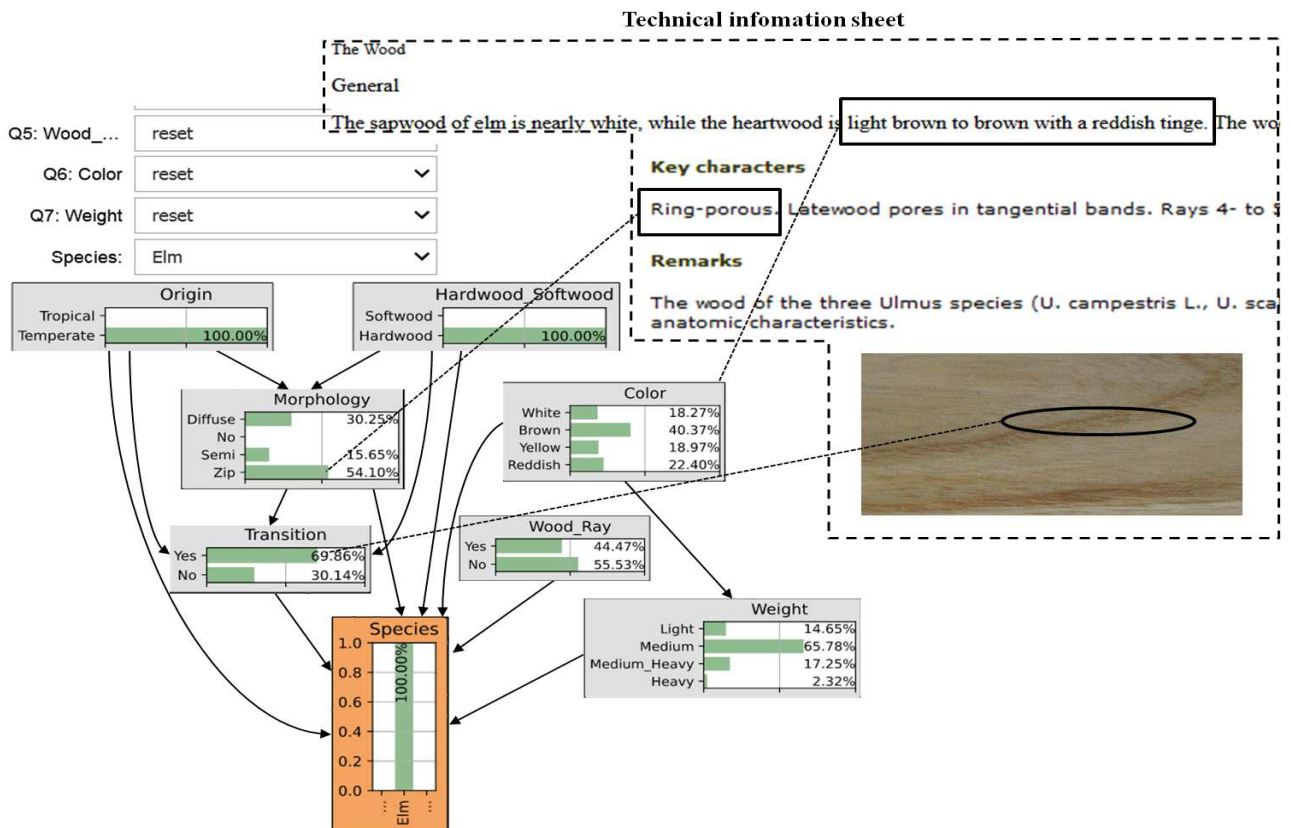 Technical infomation sheet
The Wood
General
The sapwood of elm is nearly white, while the heartwood is light brown to brown with a reddish tinge. The
Key characters
Ring-porous. Latewood pores in tangential bands. Rays 4- to
Remarks
The wood of the three Ulmus species (U. campestris L., U.
anatomic characteristics.
Q5: Wood_... reset
Q6: Color reset
Q7: Weight reset
Species: Elm
Origin
Tropical
Temperate 100.00%
Hardwood_Softwood
Softwood
Hardwood 100.00%
Morphology
Diffuse 30.25%
No
Semi 15.65%
Zip 54.10%
Color
White 18.27%
Brown 40.37%
Yellow 18.97%
Reddish 22.40%
Transition
Yes 69.86%
No 30.14%
Wood_Ray
Yes 44.47%
No 55.53%
Weight
Light 14.65%
Medium 65.78%
Medium_Heavy 17.25%
Heavy 2.32%
Species
1.0
0.8
0.6
0.4
0.2
0.0
100.00%
... Elm ...